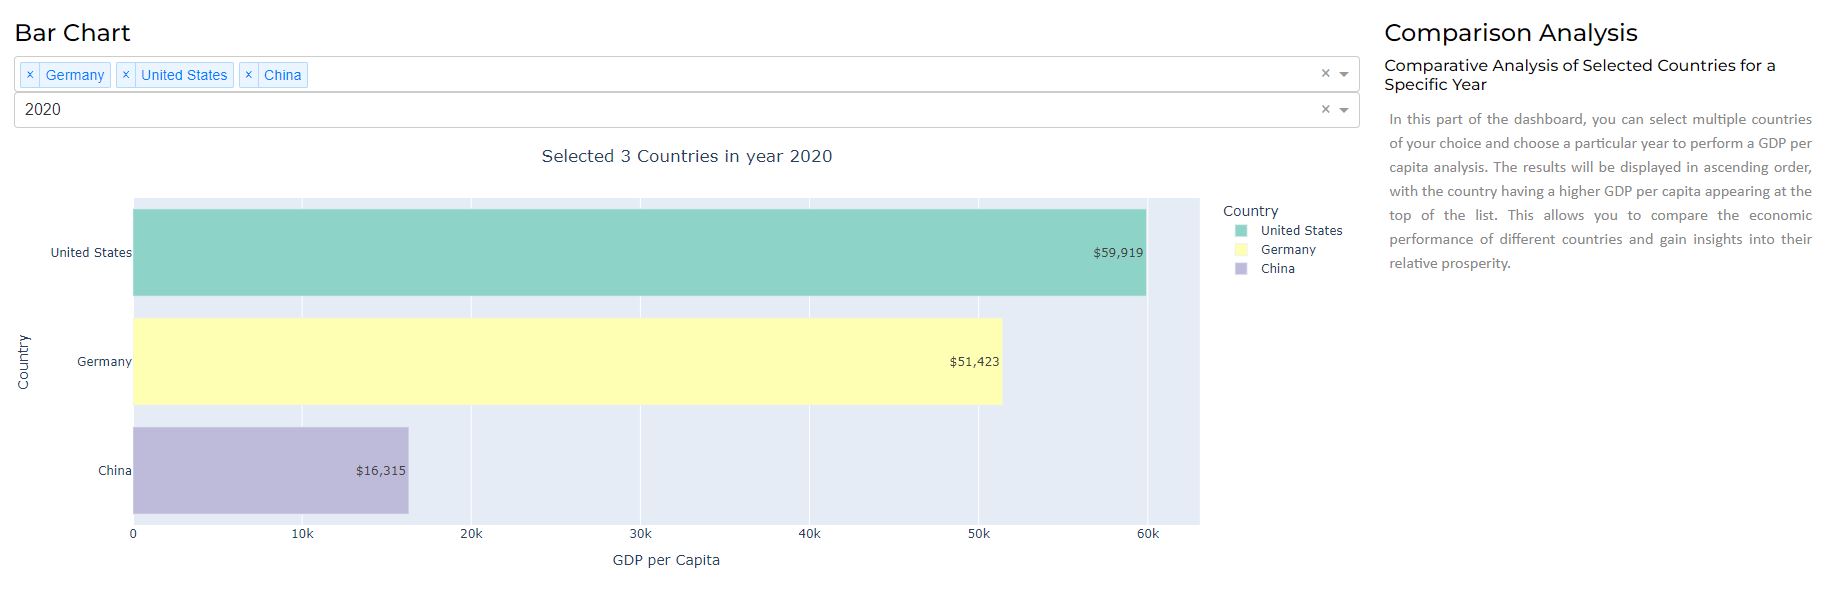 Bar Chart
× Germany × United States × China × 
2020 ×
Selected 3 Countries in year 2020
United States
$59,919
Germany
$51,423
China
$16,315
Country
0 10k 20k 30k 40k 50k 60k
GDP per Capita
Country
United States
Germany
China
Comparison Analysis
Comparative Analysis of Selected Countries for a
Specific Year
In this part of the dashboard, you can select multiple countries
of your choice and choose a particular year to perform a GDP per
capita analysis. The results will be displayed in ascending order,
with the country having a higher GDP per capita appearing at the
top of the list. This allows you to compare the economic
performance of different countries and gain insights into their
relative prosperity.